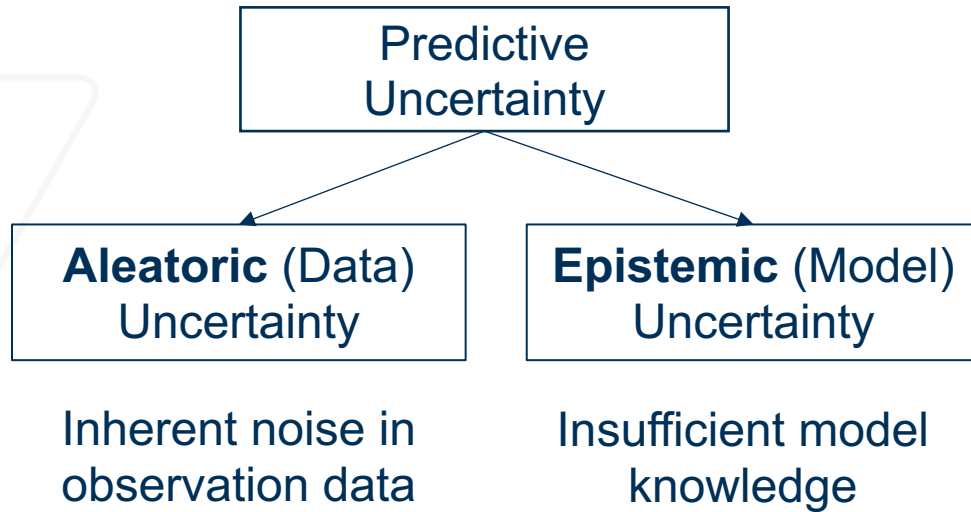 Predictive
Uncertainty
Aleatoric (Data)
Uncertainty
Epistemic (Model)
Uncertainty
Inherent noise in
observation data
Insufficient model
knowledge